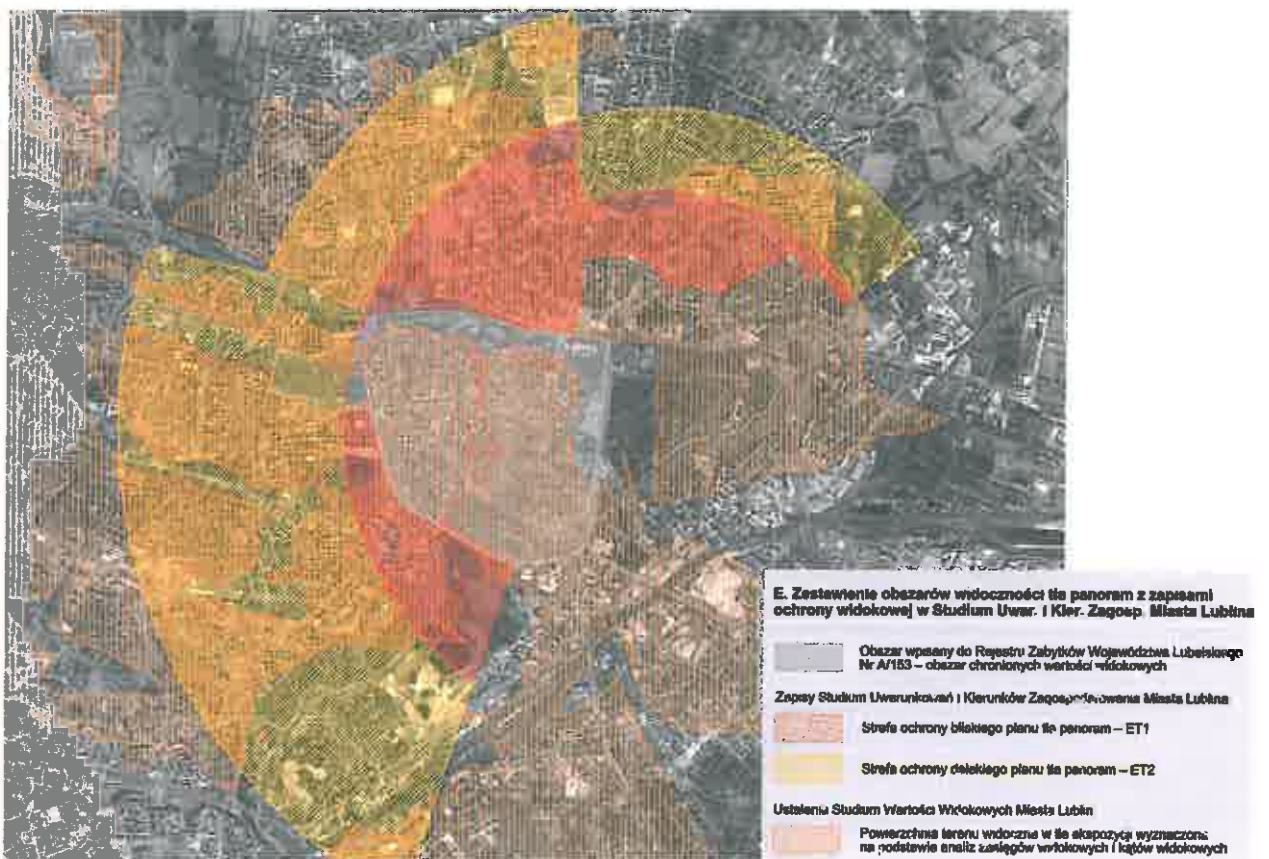 E. Zestawienie obszarów widoczności tła panoram z zapisami
ochrony widokowej w Studium Uwar. i Kier. Zagosp. Miasta Lublina
Obszar wpisany do Rejestru Zabytków Województwa Lubelskiego
Nr A/153 – obszar chronionych wartości widokowych
Zapisy Studium Uwarunkowań i Kierunków Zagospodarowania Miasta Lublina
Strefa ochrony bliskiego planu tła panoram – ET1
Strefa ochrony dalekiego planu tła panoram – ET2
Ustalenia Studium Wartości Widokowych Miasta Lublin
Powierzchnia terenu widoczna w tle ekspozycji wyznaczona
na podstawie analiz zasięgów widokowych i kątów widokowych